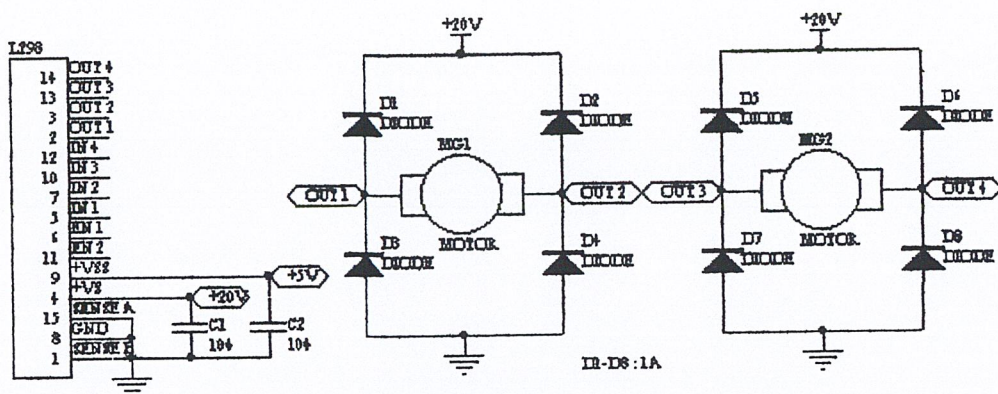 L298
OUT4
14
OUT3
13
OUT2
3
OUT1
2
IN4
12
IN3
10
IN2
7
IN1
5
EN1
6
EN2
11
+VSS
9
+VS
4
SENSE A
15
GND
8
SENSE B
1
+5V
+20V
C1
104
C2
104
+20V
D1
DIODE
D2
DIODE
MG1
OUT1
OUT2
MOTOR
D3
DIODE
D4
DIODE
+20V
D5
DIODE
D6
DIODE
MG2
OUT3
OUT4
MOTOR
D7
DIODE
D8
DIODE
D1-D8:1A